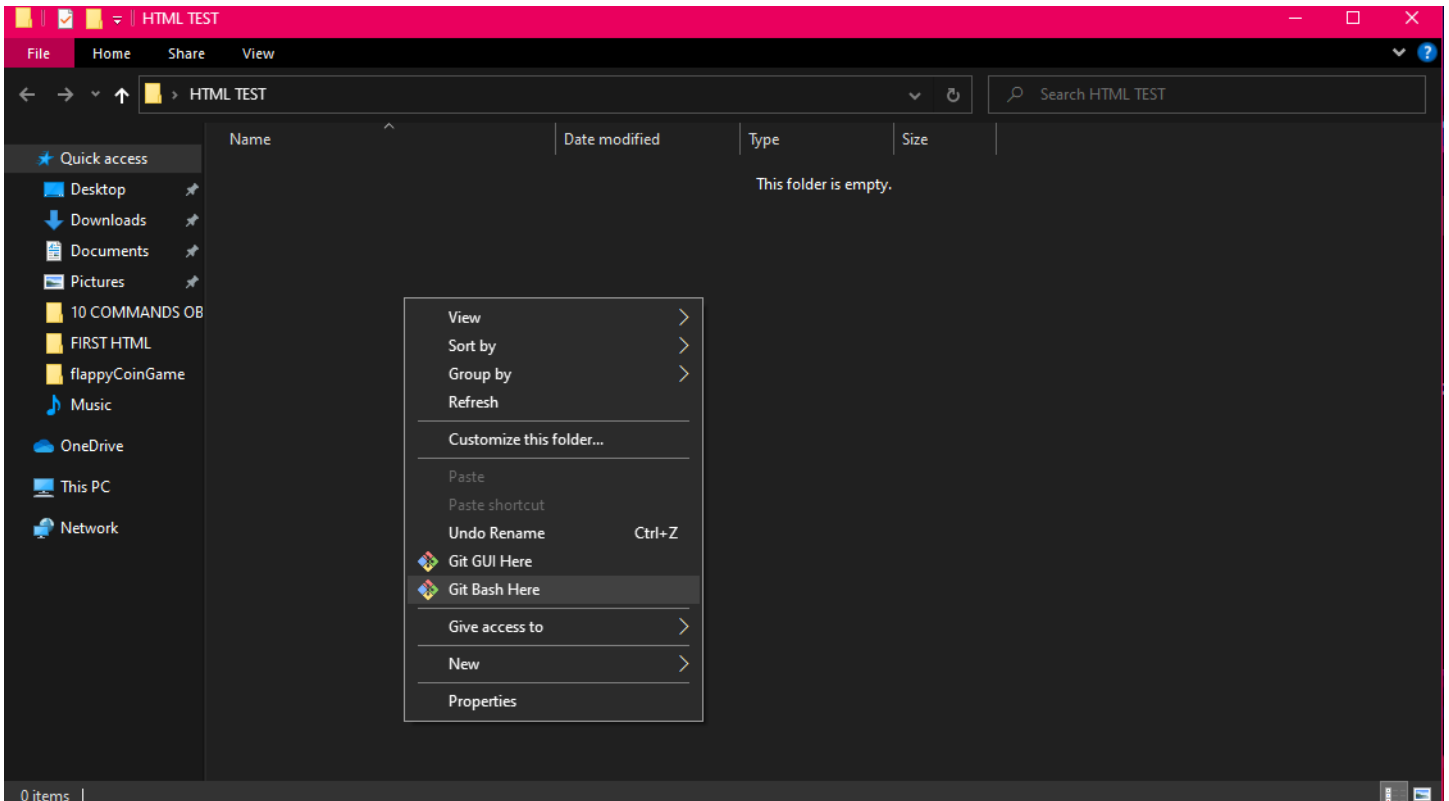 HTML TEST
File Home Share View
HTML TEST
Search HTML TEST
Name Date modified Type Size
This folder is empty.
Quick access
Desktop
Downloads
Documents
Pictures
10 COMMANDS OB
FIRST HTML
flappyCoinGame
Music
OneDrive
This PC
Network
View
Sort by
Group by
Refresh
Customize this folder...
Paste
Paste shortcut
Undo Rename Ctrl+Z
Git GUI Here
Git Bash Here
Give access to
New
Properties
0 items